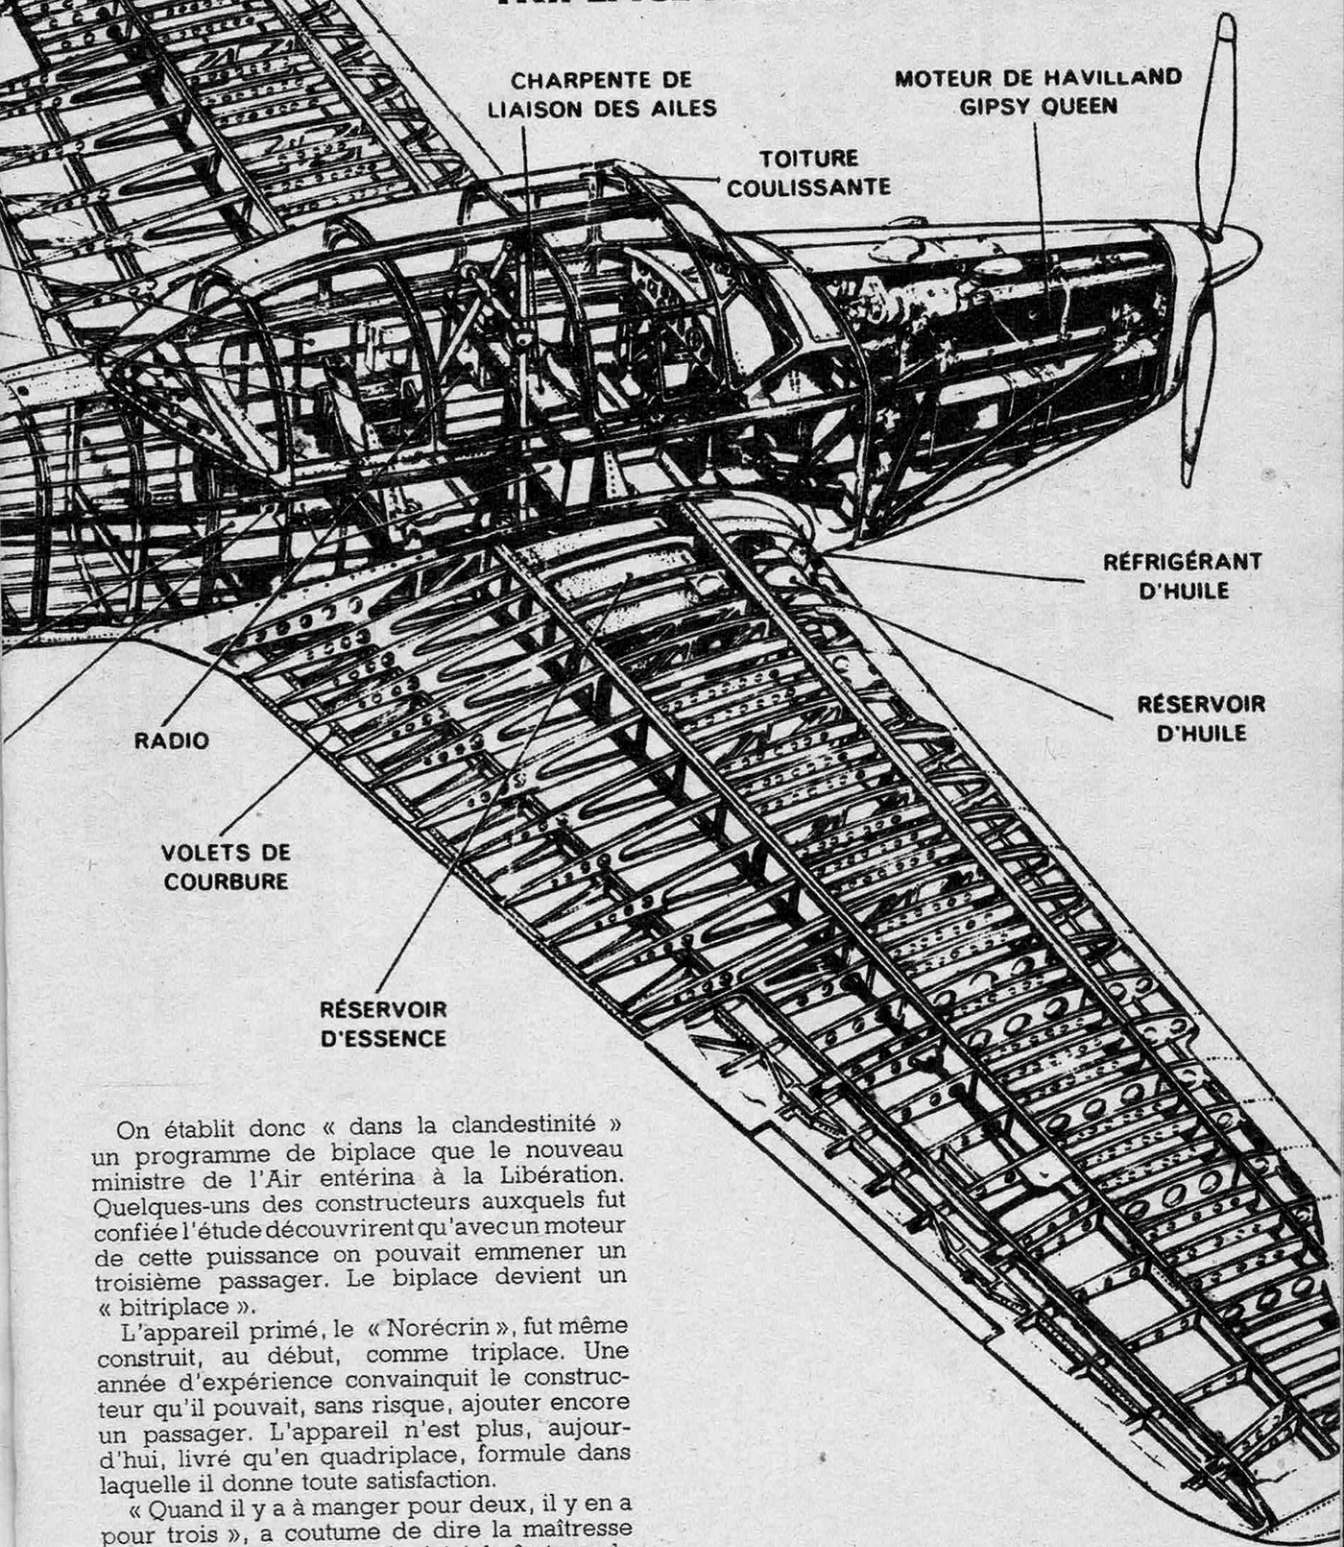 CHARPENTE DE
LIAISON DES AILES
MOTEUR DE HAVILLAND
GIPSY QUEEN
TOITURE
COULISSANTE
RÉFRIGÉRANT
D'HUILE
RÉSERVOIR
D'HUILE
RADIO
VOLETS DE
COURBURE
RÉSERVOIR
D'ESSENCE
On établit donc « dans la clandestinité »
un programme de biplace que le nouveau
ministre de l'Air entérina à la Libération.
Quelques-uns des constructeurs auxquels fut
confiée l'étude découvrirent qu'avec un moteur
de cette puissance on pouvait emmener un
troisième passager. Le biplace devient un
« bitriplace ».
L'appareil primé, le « Norécrin », fut même
construit, au début, comme triplace. Une
année d'expérience convainquit le construc-
teur qu'il pouvait, sans risque, ajouter encore
un passager. L'appareil n'est plus, aujour-
d'hui, livré qu'en quadriplace, formule dans
laquelle il donne toute satisfaction.
« Quand il y a à manger pour deux, il y en a
pour trois », a coutume de dire la maîtresse